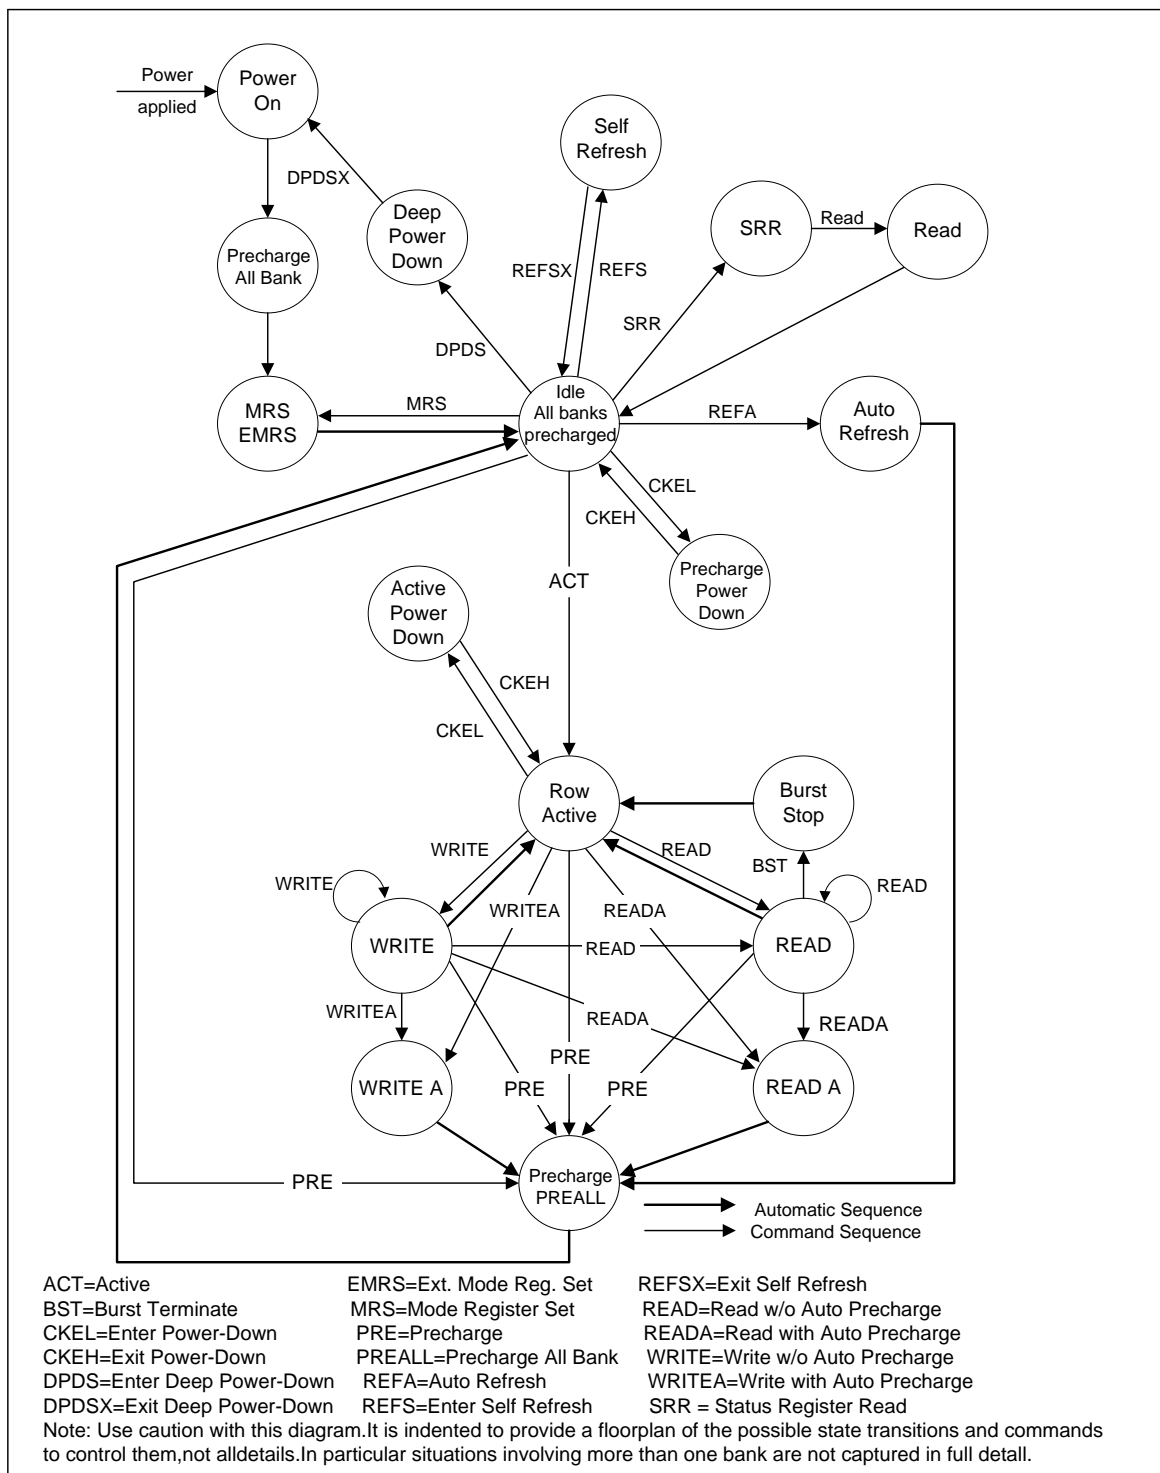 Power
applied
Power
On
Self
Refresh
DPDSX
Deep
Power
Down
SRR
Read
Read
Precharge
All Bank
REFSX
REFS
SRR
DPDS
MRS
EMRS
MRS
Idle
All banks
precharged
REFA
Auto
Refresh
CKEL
CKEH
ACT
Precharge
Power
Down
Active
Power
Down
CKEH
CKEL
Row
Active
Burst
Stop
WRITE
READ
BST
WRITE
READ
WRITEA
READA
WRITE
READ
READ
WRITEA
READA
READA
PRE
PRE
PRE
WRITE A
READ A
PRE
Precharge
PREALL
Automatic Sequence
Command Sequence
ACT=Active EMRS=Ext. Mode Reg. Set REFSX=Exit Self Refresh
BST=Burst Terminate MRS=Mode Register Set READ=Read w/o Auto Precharge
CKEL=Enter Power-Down PRE=Precharge READA=Read with Auto Precharge
CKEH=Exit Power-Down PREALL=Precharge All Bank WRITE=Write w/o Auto Precharge
DPDS=Enter Deep Power-Down REFA=Auto Refresh WRITEA=Write with Auto Precharge
DPDSX=Exit Deep Power-Down REFS=Enter Self Refresh SRR = Status Register Read
Note: Use caution with this diagram.It is indented to provide a floorplan of the possible state transitions and commands
to control them,not alldetails.In particular situations involving more than one bank are not captured in full detall.